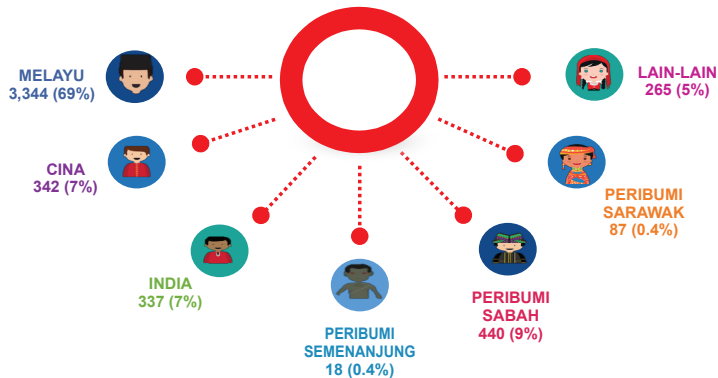 MELAYU
3,344 (69%)
CINA
342 (7%)
INDIA
337 (7%)
PERIBUMI
SEMENANJUNG
18 (0.4%)
PERIBUMI
SABAH
440 (9%)
PERIBUMI
SARAWAK
87 (0.4%)
LAIN-LAIN
265 (5%)